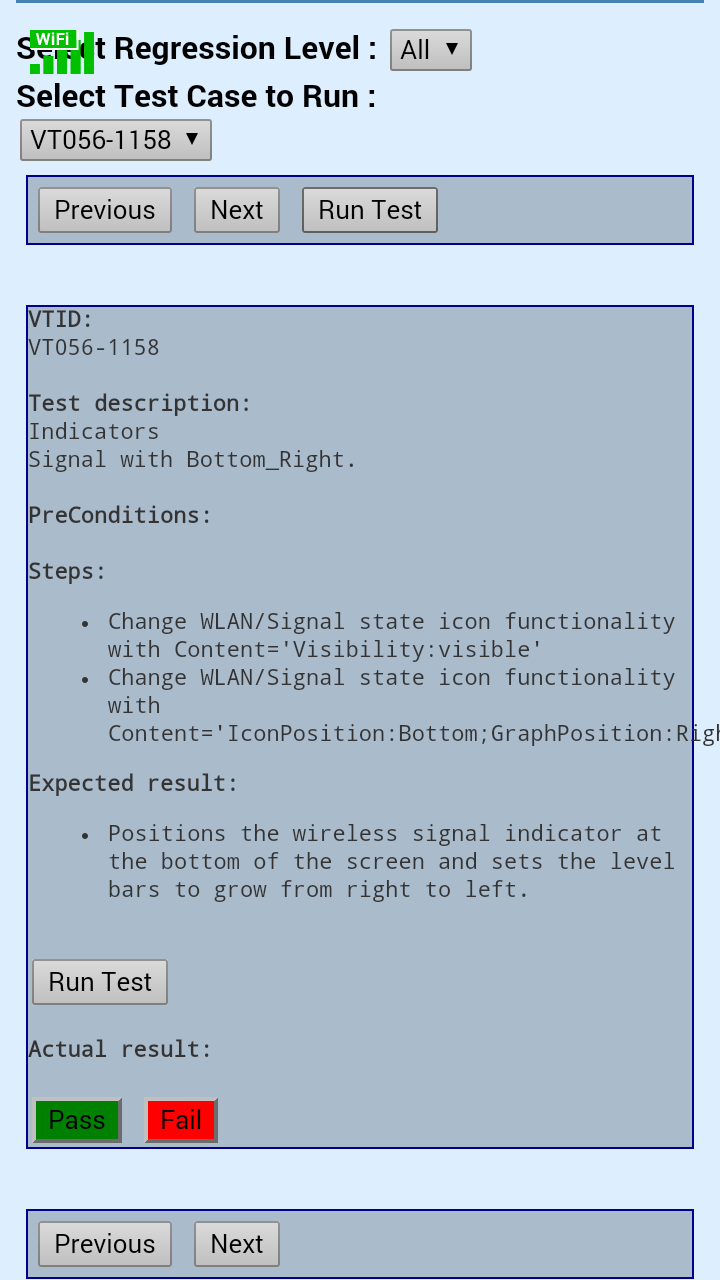 WiFi
Select Regression Level : All ▼
Select Test Case to Run :
VT056-1158 ▼
Previous Next Run Test
VTID:
VT056-1158
Test description:
Indicators
Signal with Bottom_Right.
PreConditions:
Steps:
• Change WLAN/Signal state icon functionality
with Content='Visibility:visible'
• Change WLAN/Signal state icon functionality
with
Content='IconPosition:Bottom;GraphPosition:Righ
Expected result:
• Positions the wireless signal indicator at
the bottom of the screen and sets the level
bars to grow from right to left.
Run Test
Actual result:
Pass Fail
Previous Next